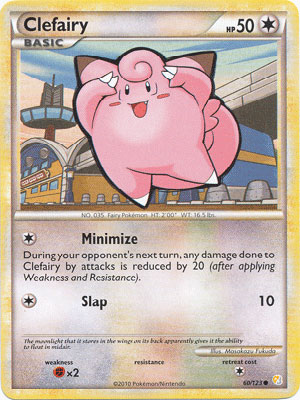 Clefairy
HP 50
BASIC
NO. 035 Fairy Pokémon HT: 2'00" WT: 16.5 lbs.
Minimize
During your opponent's next turn, any damage done to
Clefairy by attacks is reduced by 20 (after applying
Weakness and Resistance).
Slap 10
Illus. Masakazu Fukuda
The moonlight that it stores in the wings on its back apparently gives it the ability
to float in midair.
weakness resistance retreat cost
×2
60/123
©2010 Pokémon/Nintendo